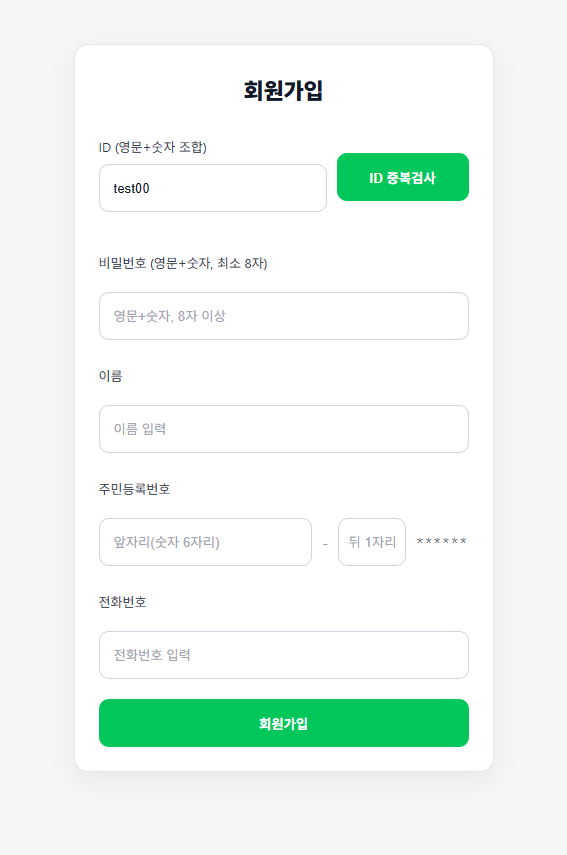 회원가입
ID (영문+숫자 조합)
test00
ID 중복검사
비밀번호 (영문+숫자, 최소 8자)
영문+숫자, 8자 이상
이름
이름 입력
주민등록번호
앞자리(숫자 6자리) - 뒤 1자리 ******
전화번호
전화번호 입력
회원가입